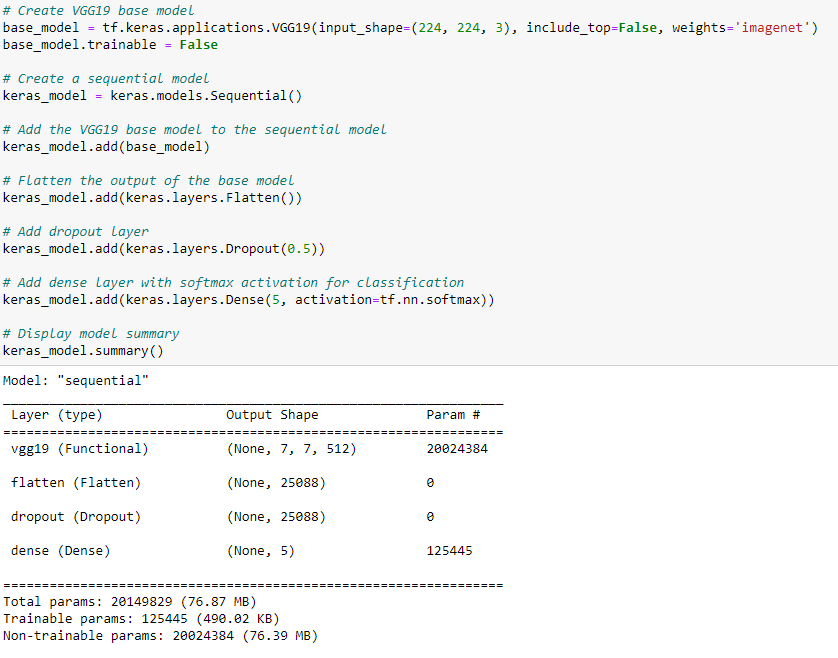 # Create VGG19 base model
base_model = tf.keras.applications.VGG19(input_shape=(224, 224, 3), include_top=False, weights='imagenet')
base_model.trainable = False
# Create a sequential model
keras_model = keras.models.Sequential()
# Add the VGG19 base model to the sequential model
keras_model.add(base_model)
# Flatten the output of the base model
keras_model.add(keras.layers.Flatten())
# Add dropout layer
keras_model.add(keras.layers.Dropout(0.5))
# Add dense layer with softmax activation for classification
keras_model.add(keras.layers.Dense(5, activation=tf.nn.softmax))
# Display model summary
keras_model.summary()
Model: "sequential"
_________________________________________________________________
Layer (type) Output Shape Param #
=================================================================
vgg19 (Functional) (None, 7, 7, 512) 20024384
flatten (Flatten) (None, 25088) 0
dropout (Dropout) (None, 25088) 0
dense (Dense) (None, 5) 125445
=================================================================
Total params: 20149829 (76.87 MB)
Trainable params: 125445 (490.02 KB)
Non-trainable params: 20024384 (76.39 MB)